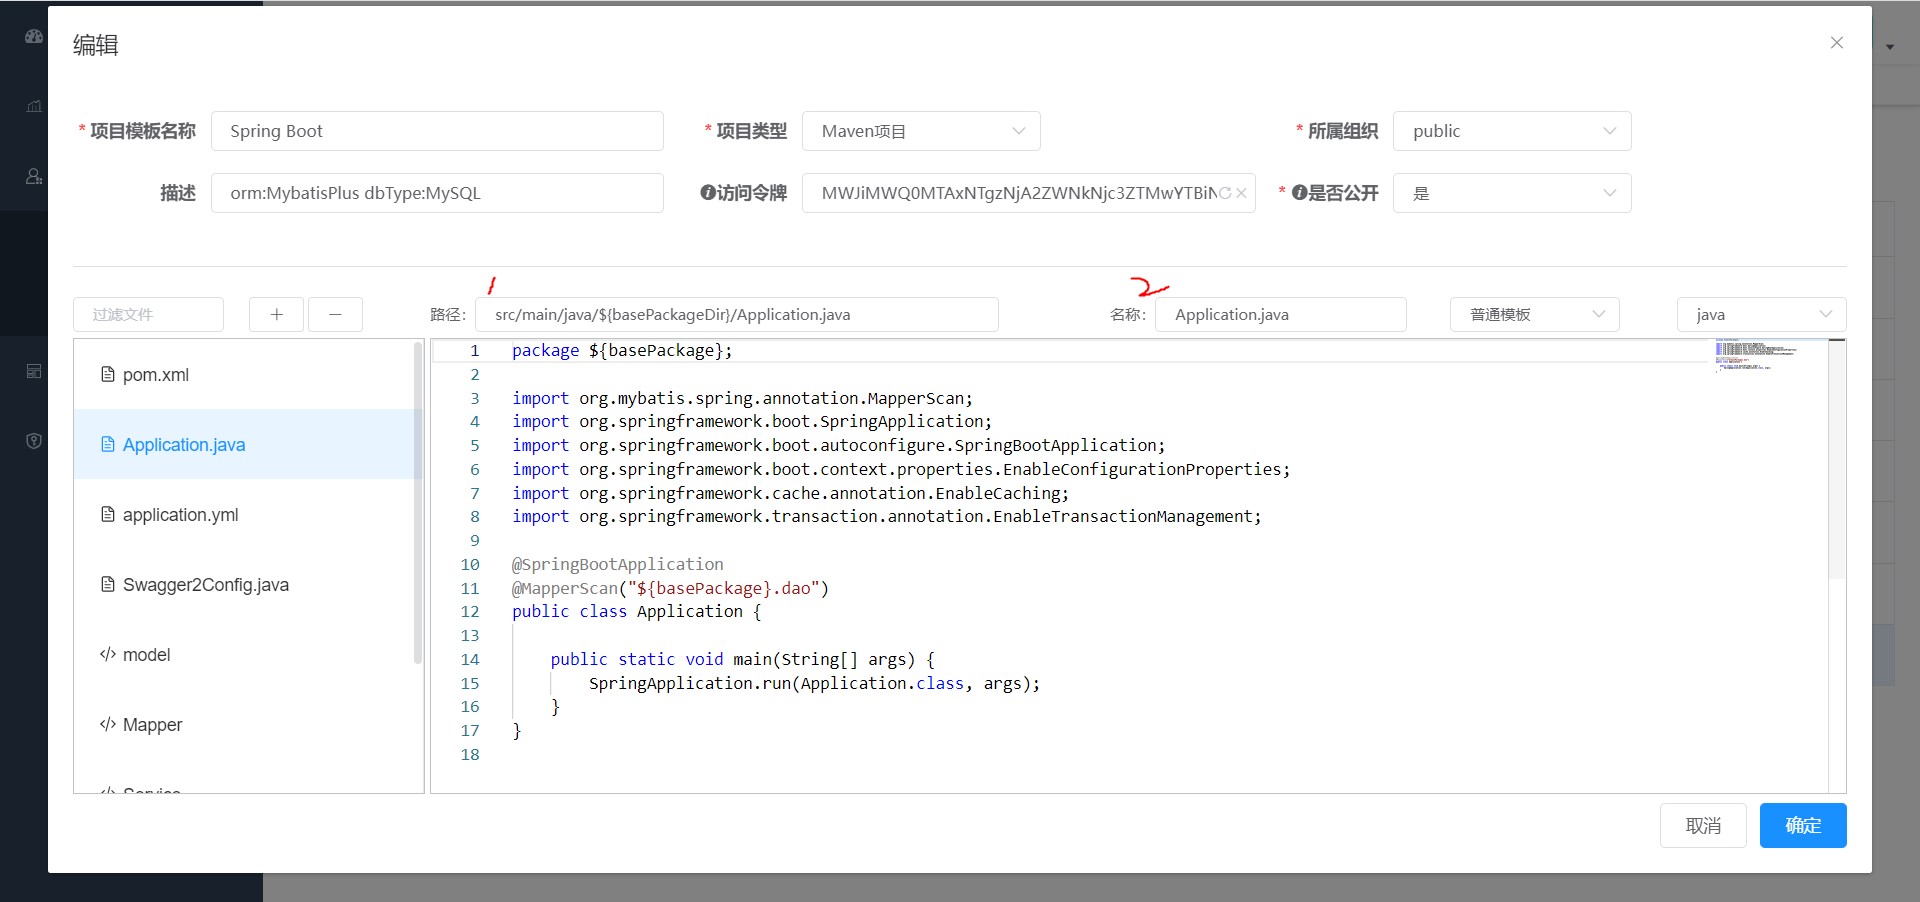 编辑
* 项目模板名称 Spring Boot * 项目类型 Maven项目 * 所属组织 public
描述 orm:MybatisPlus dbType:MySQL 访问令牌 MWJiMWQ0MTAxNTgzNjA2ZWNkNjc3ZTMwYTBiN * 是否公开 是
1 2
过滤文件 + − 路径: src/main/java/${basePackageDir}/Application.java 名称: Application.java 普通模板 java
pom.xml
Application.java
application.yml
Swagger2Config.java
model
Mapper
Service
1 package ${basePackage};
2
3 import org.mybatis.spring.annotation.MapperScan;
4 import org.springframework.boot.SpringApplication;
5 import org.springframework.boot.autoconfigure.SpringBootApplication;
6 import org.springframework.boot.context.properties.EnableConfigurationProperties;
7 import org.springframework.cache.annotation.EnableCaching;
8 import org.springframework.transaction.annotation.EnableTransactionManagement;
9
10 @SpringBootApplication
11 @MapperScan("${basePackage}.dao")
12 public class Application {
13
14     public static void main(String[] args) {
15         SpringApplication.run(Application.class, args);
16     }
17 }
18
取消 确定